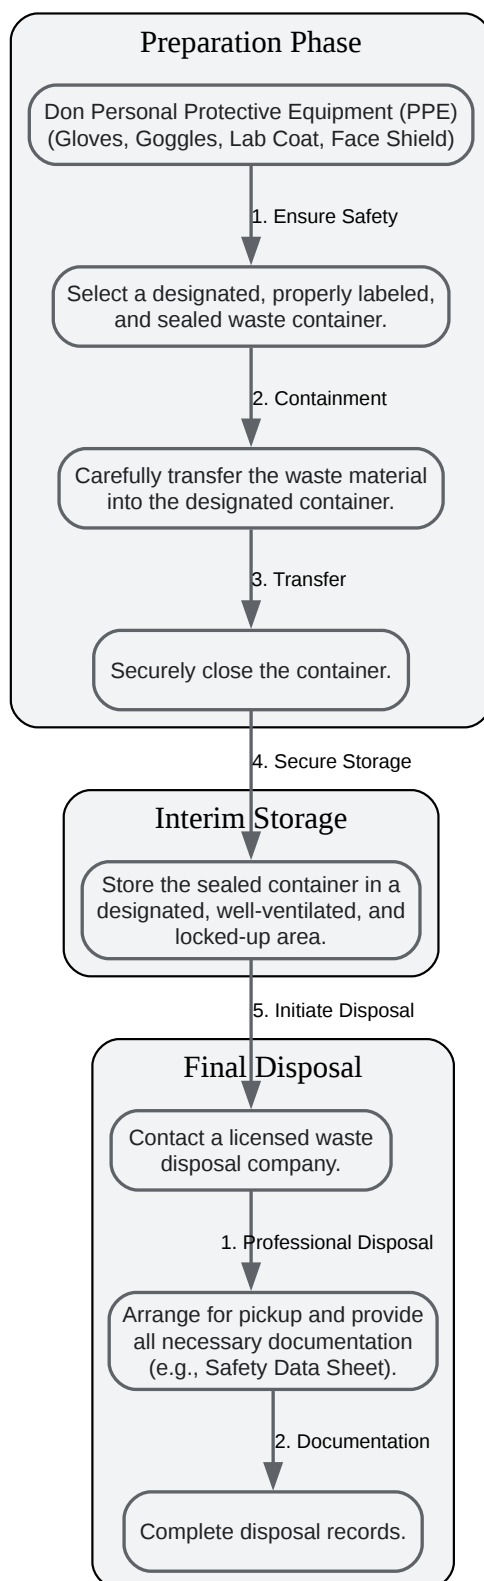 Preparation Phase
Don Personal Protective Equipment (PPE)
(Gloves, Goggles, Lab Coat, Face Shield)
1. Ensure Safety
Select a designated, properly labeled,
and sealed waste container.
2. Containment
Carefully transfer the waste material
into the designated container.
3. Transfer
Securely close the container.
4. Secure Storage
Interim Storage
Store the sealed container in a
designated, well-ventilated, and
locked-up area.
5. Initiate Disposal
Final Disposal
Contact a licensed waste
disposal company.
1. Professional Disposal
Arrange for pickup and provide
all necessary documentation
(e.g., Safety Data Sheet).
2. Documentation
Complete disposal records.